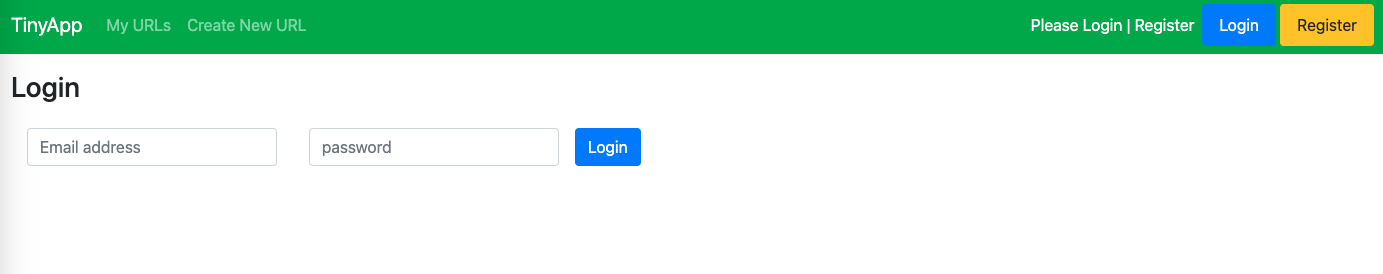 TinyApp My URLs Create New URL Please Login | Register Login Register
Login
Email address password Login